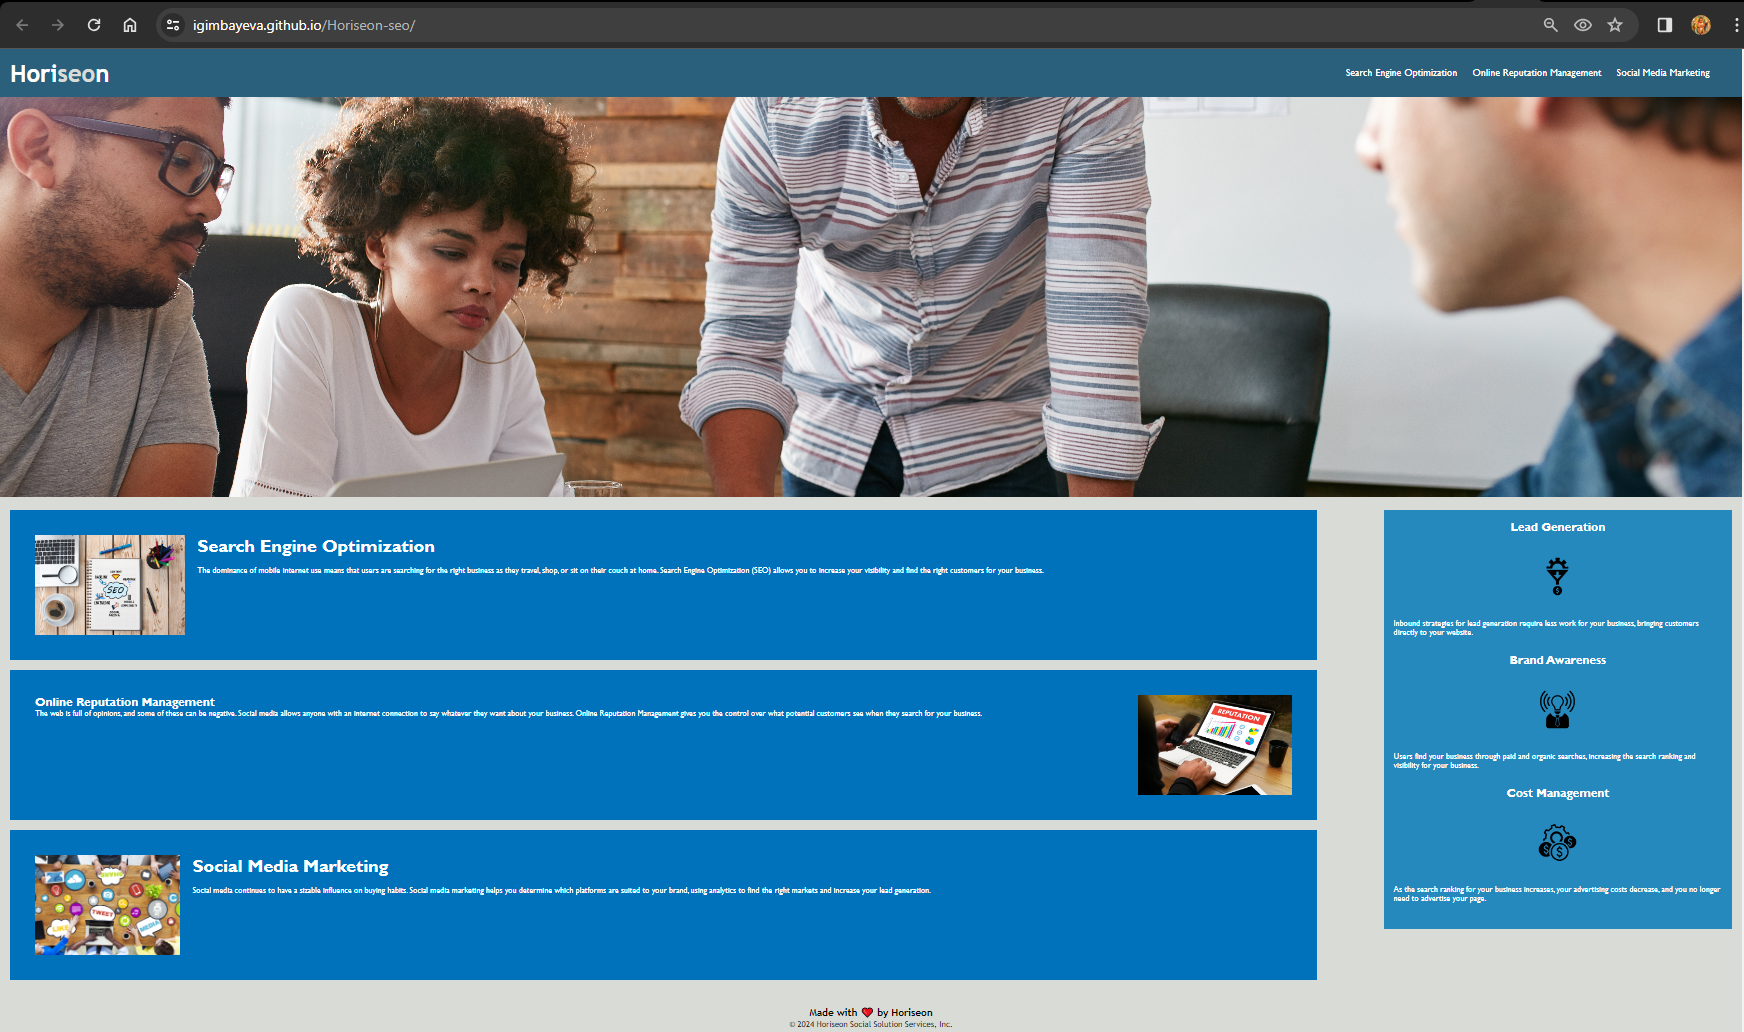 igimbayeva.github.io/Horiseon-seo/
Horiseon
Search Engine Optimization Online Reputation Management Social Media Marketing
SEO
Search Engine Optimization
The dominance of mobile internet use means that users are searching for the right business as they travel, shop, or sit on their couch at home. Search Engine Optimization (SEO) allows you to increase your visibility and find the right customers for your business.
Online Reputation Management
The web is full of opinions, and some of these can be negative. Social media allows anyone with an internet connection to say whatever they want about your business. Online Reputation Management gives you the control over what potential customers see when they search for your business.
REPUTATION
TWEET
LIKE
MEDIA
Social Media Marketing
Social media continues to have a sizable influence on buying habits. Social media marketing helps you determine which platforms are suited to your brand, using analytics to find the right markets and increase your lead generation.
Lead Generation
Inbound strategies for lead generation require less work for your business, bringing customers
directly to your website.
Brand Awareness
Users find your business through paid and organic searches, increasing the search ranking and
visibility for your business.
Cost Management
As the search ranking for your business increases, your advertising costs decrease, and you no longer
need to advertise your page.
Made with ❤️ by Horiseon
© 2024 Horiseon Social Solution Services, Inc.